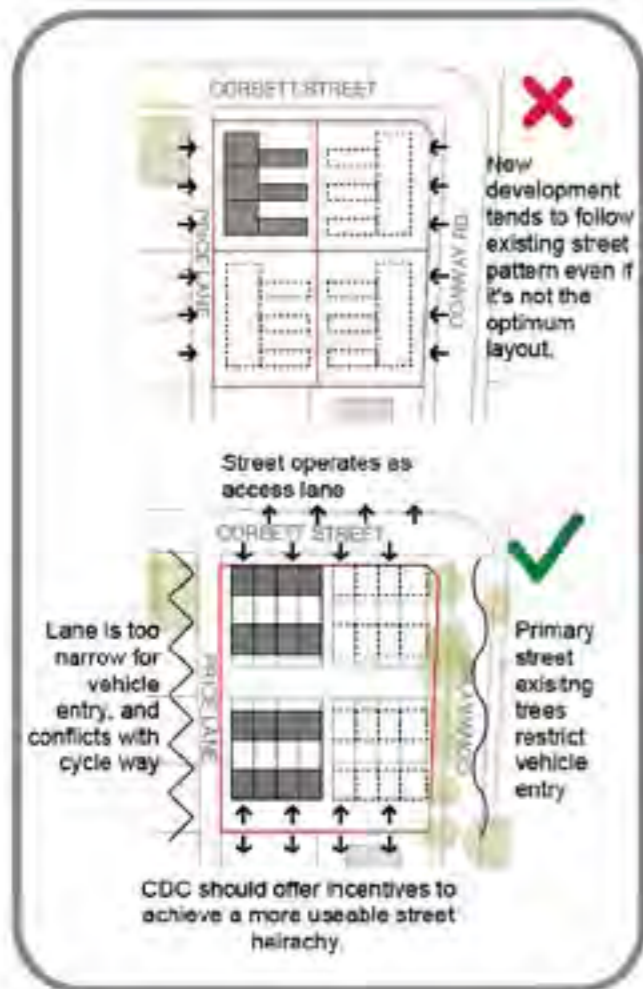 CORBETT STREET
New
development
tends to follow
existing street
pattern even if
it's not the
optimum
layout.
PRICE LANE
CONWAY RD
Street operates as
access lane
CORBETT STREET
Lane is too
narrow for
vehicle
entry, and
conflicts with
cycle way
PRICE LANE
CONWAY
Primary
street
exisitng
trees
restrict
vehicle
entry
CDC should offer incentives to
achieve a more useable street
heirachy.